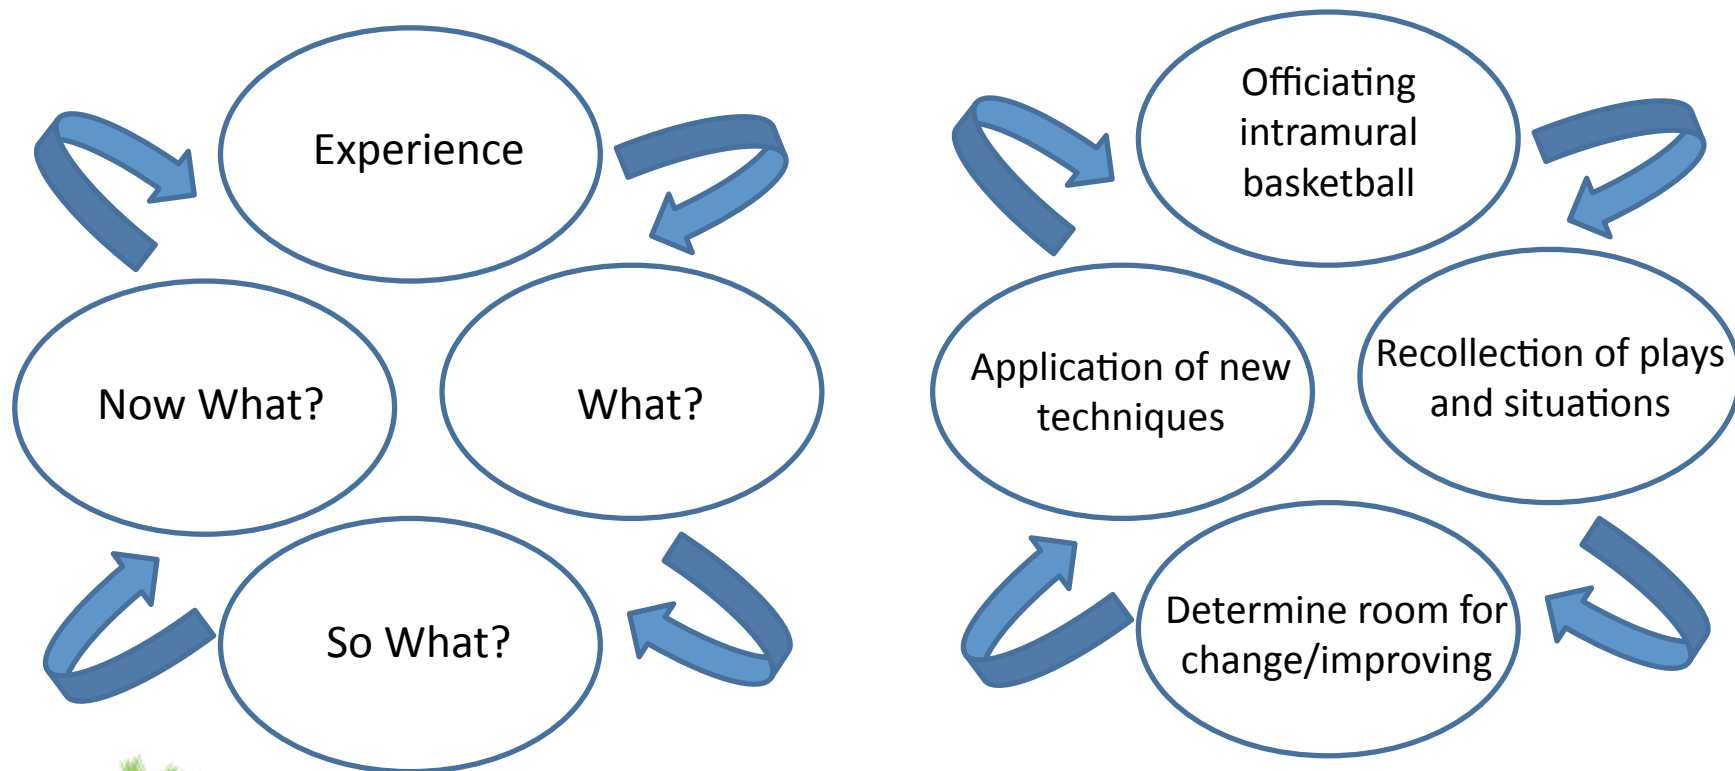 Experience
Now What?
What?
So What?
Officiating
intramural
basketball
Application of new
techniques
Recollection of plays
and situations
Determine room for
change/improving